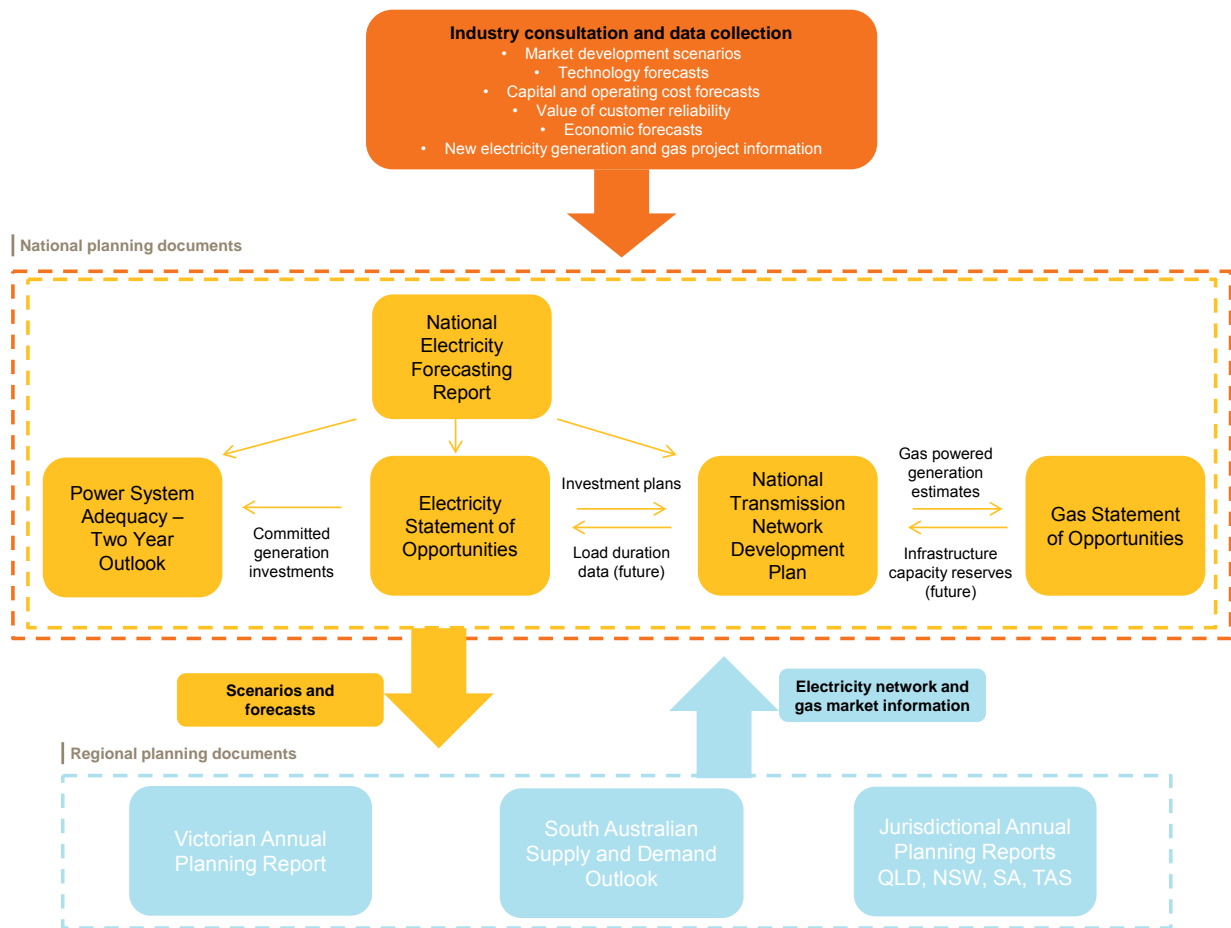 Industry consultation and data collection
• Market development scenarios
• Technology forecasts
• Capital and operating cost forecasts
• Value of customer reliability
• Economic forecasts
• New electricity generation and gas project information
National planning documents
National
Electricity
Forecasting
Report
Power System
Adequacy –
Two Year
Outlook
Committed
generation
investments
Electricity
Statement of
Opportunities
Investment plans
Load duration
data (future)
National
Transmission
Network
Development
Plan
Gas powered
generation
estimates
Infrastructure
capacity reserves
(future)
Gas Statement
of Opportunities
Scenarios and
forecasts
Electricity network and
gas market information
Regional planning documents
Victorian Annual
Planning Report
South Australian
Supply and Demand
Outlook
Jurisdictional Annual
Planning Reports
QLD, NSW, SA, TAS